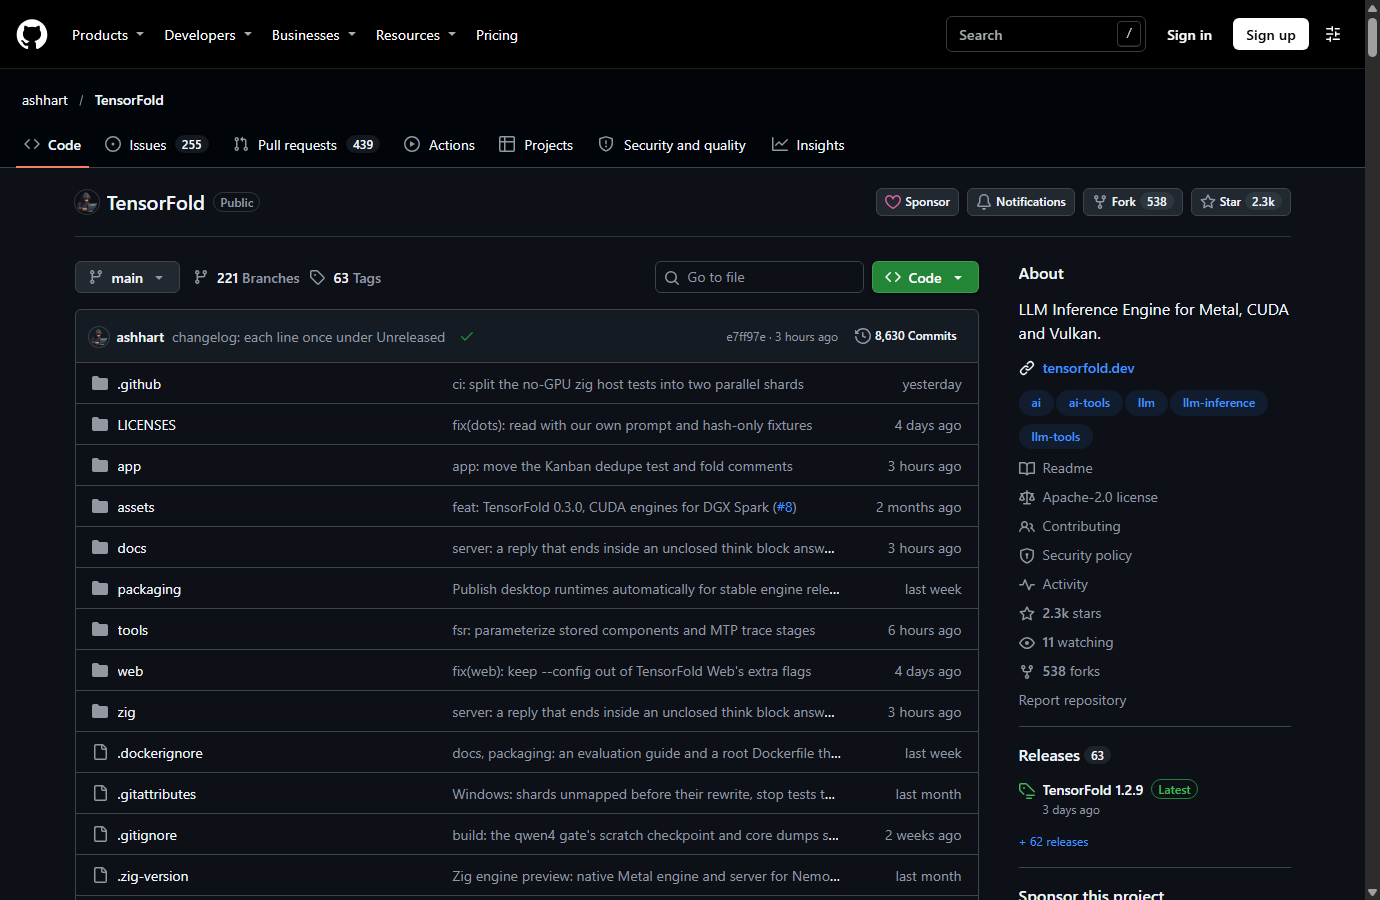 Products Developers Businesses Resources Pricing Search / Sign in Sign up
ashhart / TensorFold
Code Issues 255 Pull requests 439 Actions Projects Security and quality Insights
TensorFold Public Sponsor Notifications Fork 538 Star 2.3k
main 221 Branches 63 Tags Go to file Code
ashhart changelog: each line once under Unreleased e7ff97e · 3 hours ago 8,630 Commits
.github ci: split the no-GPU zig host tests into two parallel shards yesterday
LICENSES fix(dots): read with our own prompt and hash-only fixtures 4 days ago
app app: move the Kanban dedupe test and fold comments 3 hours ago
assets feat: TensorFold 0.3.0, CUDA engines for DGX Spark (#8) 2 months ago
docs server: a reply that ends inside an unclosed think block answ... 3 hours ago
packaging Publish desktop runtimes automatically for stable engine rele... last week
tools fsr: parameterize stored components and MTP trace stages 6 hours ago
web fix(web): keep --config out of TensorFold Web's extra flags 4 days ago
zig server: a reply that ends inside an unclosed think block answ... 3 hours ago
.dockerignore docs, packaging: an evaluation guide and a root Dockerfile th... last week
.gitattributes Windows: shards unmapped before their rewrite, stop tests t... last month
.gitignore build: the qwen4 gate's scratch checkpoint and core dumps s... 2 weeks ago
.zig-version Zig engine preview: native Metal engine and server for Nemo... last month
About
LLM Inference Engine for Metal, CUDA
and Vulkan.
tensorfold.dev
ai ai-tools llm llm-inference
llm-tools
Readme
Apache-2.0 license
Contributing
Security policy
Activity
2.3k stars
11 watching
538 forks
Report repository
Releases 63
TensorFold 1.2.9 Latest
3 days ago
+ 62 releases
Sponsor this project